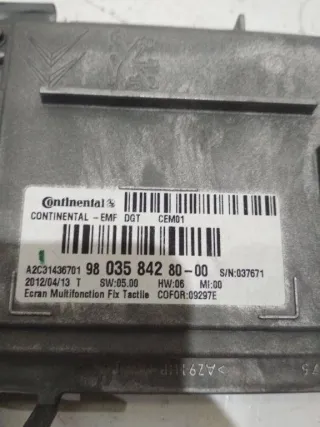 Continental
CONTINENTAL -EMF DGT CEM01
A2C31436701 98 035 842 80-00 S/N:037671
2012/04/13 T SW:05.00 HW:06 MI:00
Ecran Multifonction Fix Tactile COFOR:09297E